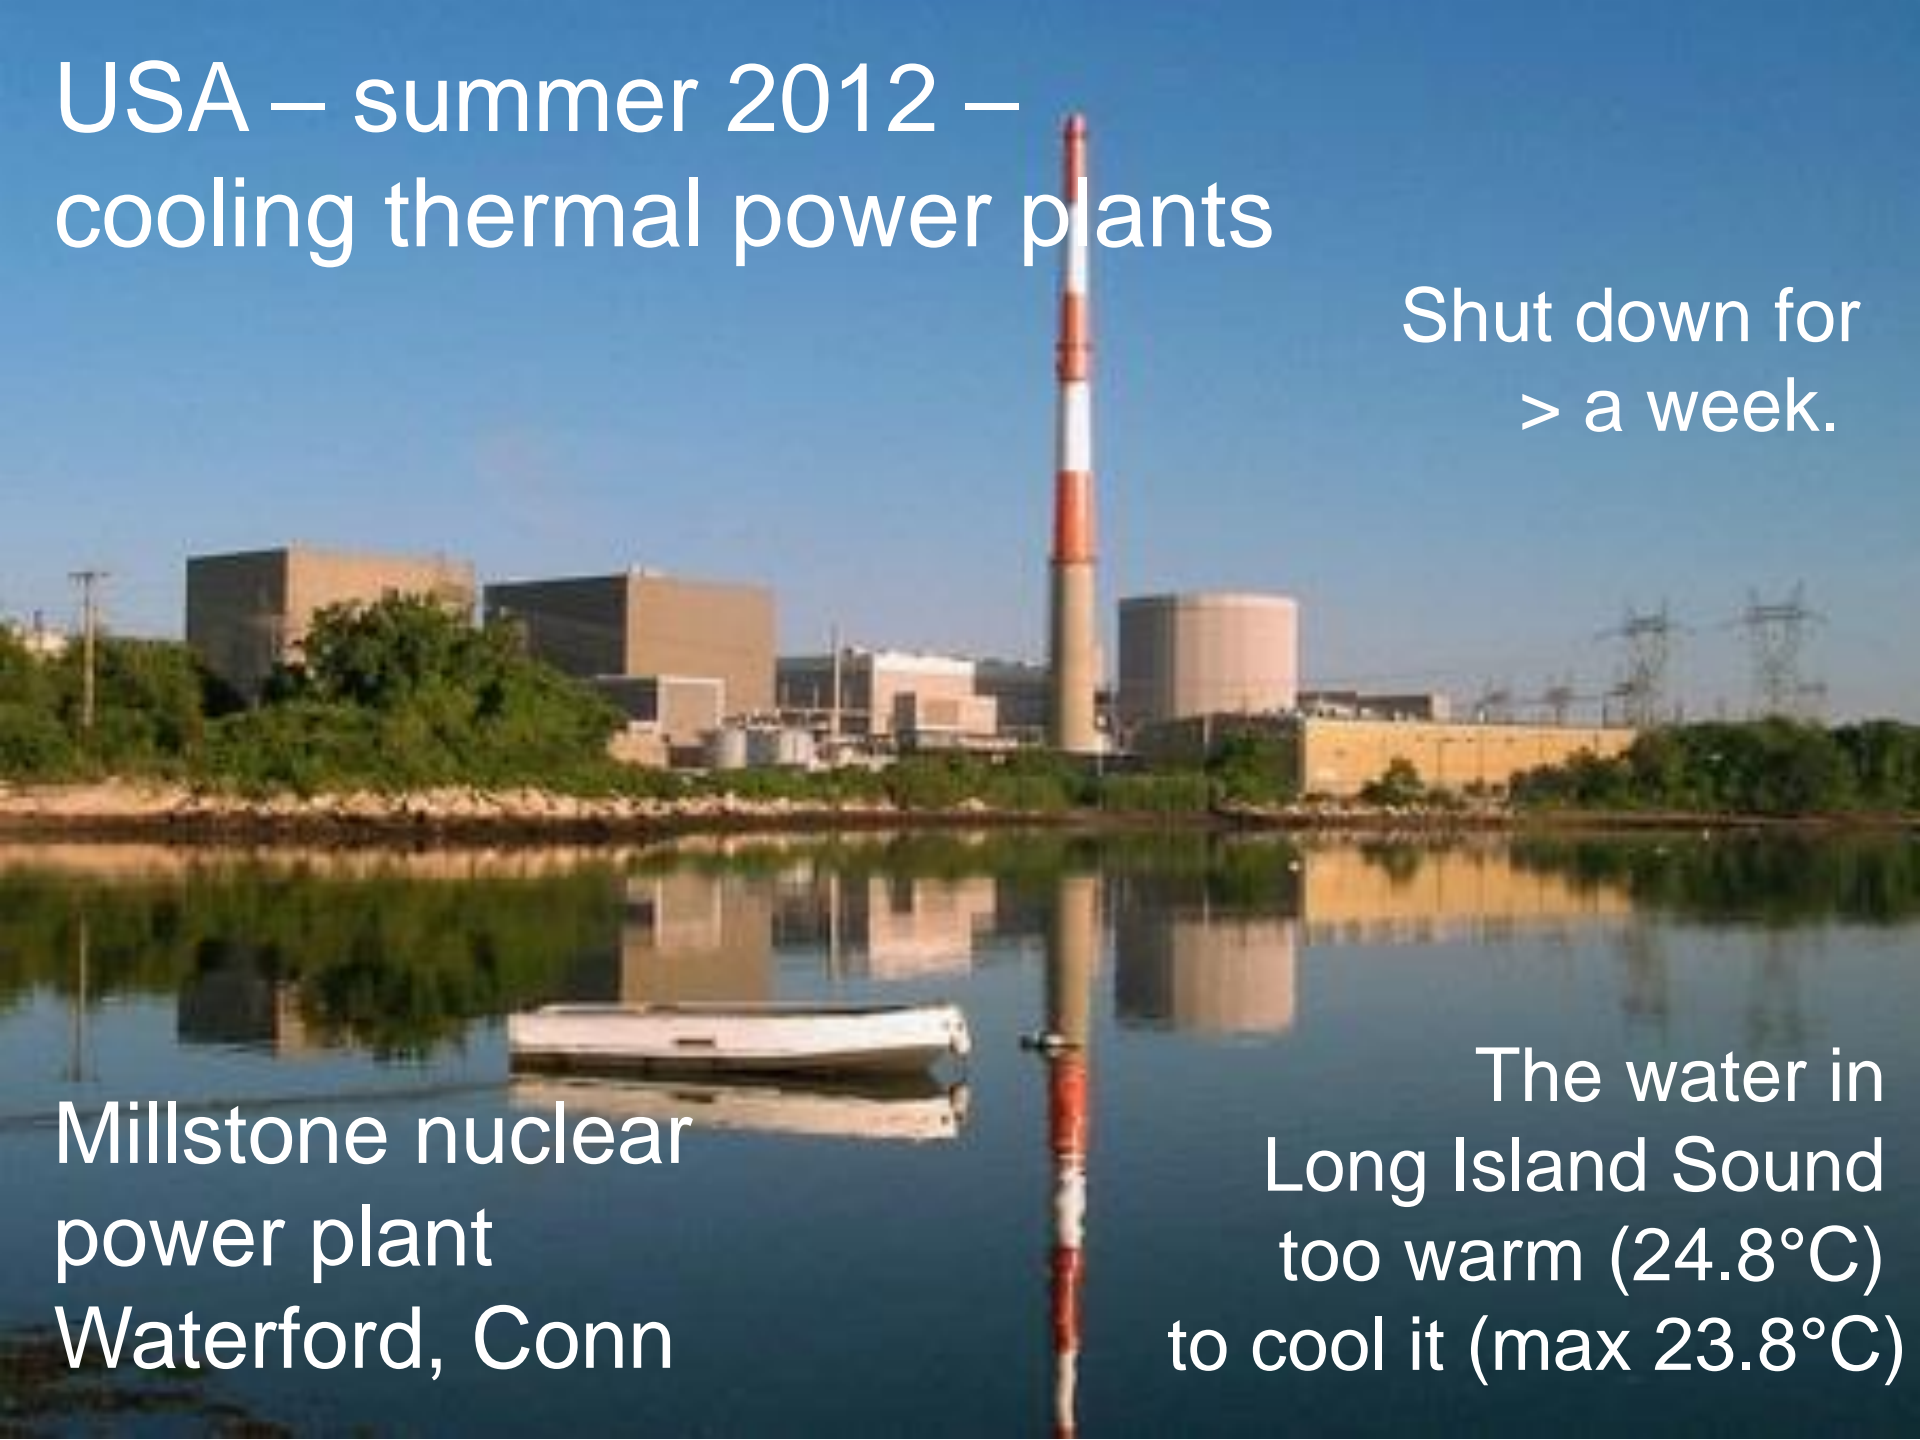 USA – summer 2012 –
cooling thermal power plants
Shut down for
> a week.
Millstone nuclear
power plant
Waterford, Conn
The water in
Long Island Sound
too warm (24.8°C)
to cool it (max 23.8°C)